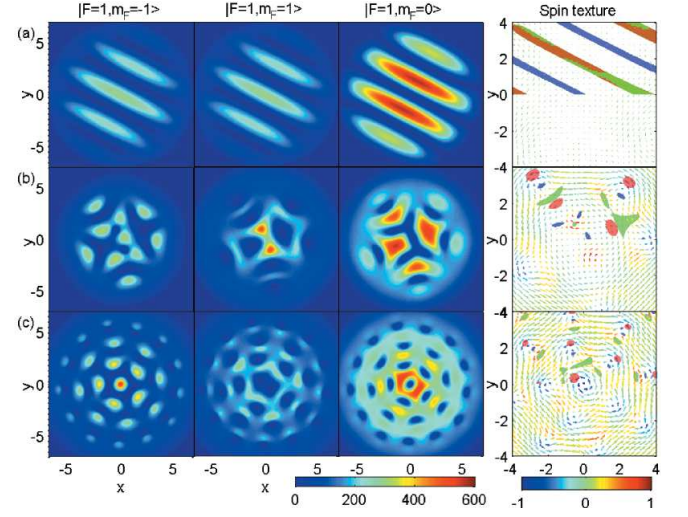 |F=1,m_F=-1> |F=1,m_F=1> |F=1,m_F=0> Spin texture
(a) 5 y 0 -5 4 2 y 0 -2 -4
(b) 5 y 0 -5 4 2 y 0 -2 -4
(c) 5 y 0 -5 4 2 y 0 -2 -4
-5 0 5 -5 0 5 -5 0 5 -4 -2 0 2 4
x x
0 200 400 600 -1 0 1